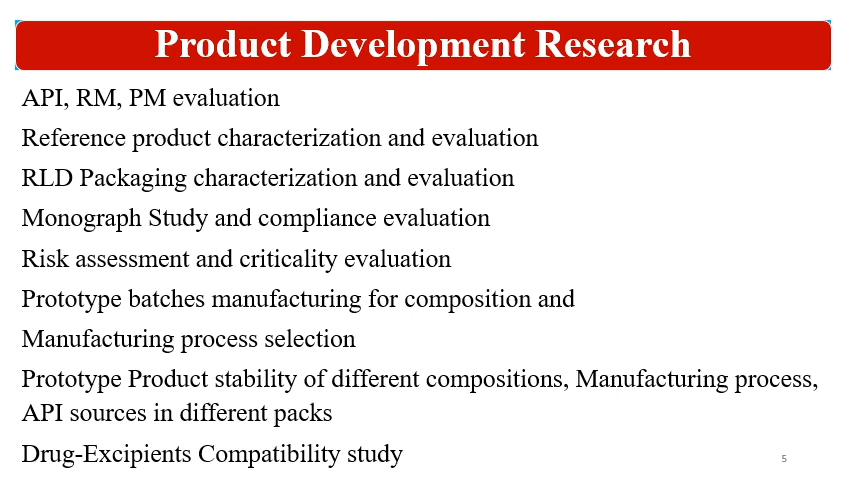 Product Development Research
API, RM, PM evaluation
Reference product characterization and evaluation
RLD Packaging characterization and evaluation
Monograph Study and compliance evaluation
Risk assessment and criticality evaluation
Prototype batches manufacturing for composition and
Manufacturing process selection
Prototype Product stability of different compositions, Manufacturing process,
API sources in different packs
Drug-Excipients Compatibility study
5